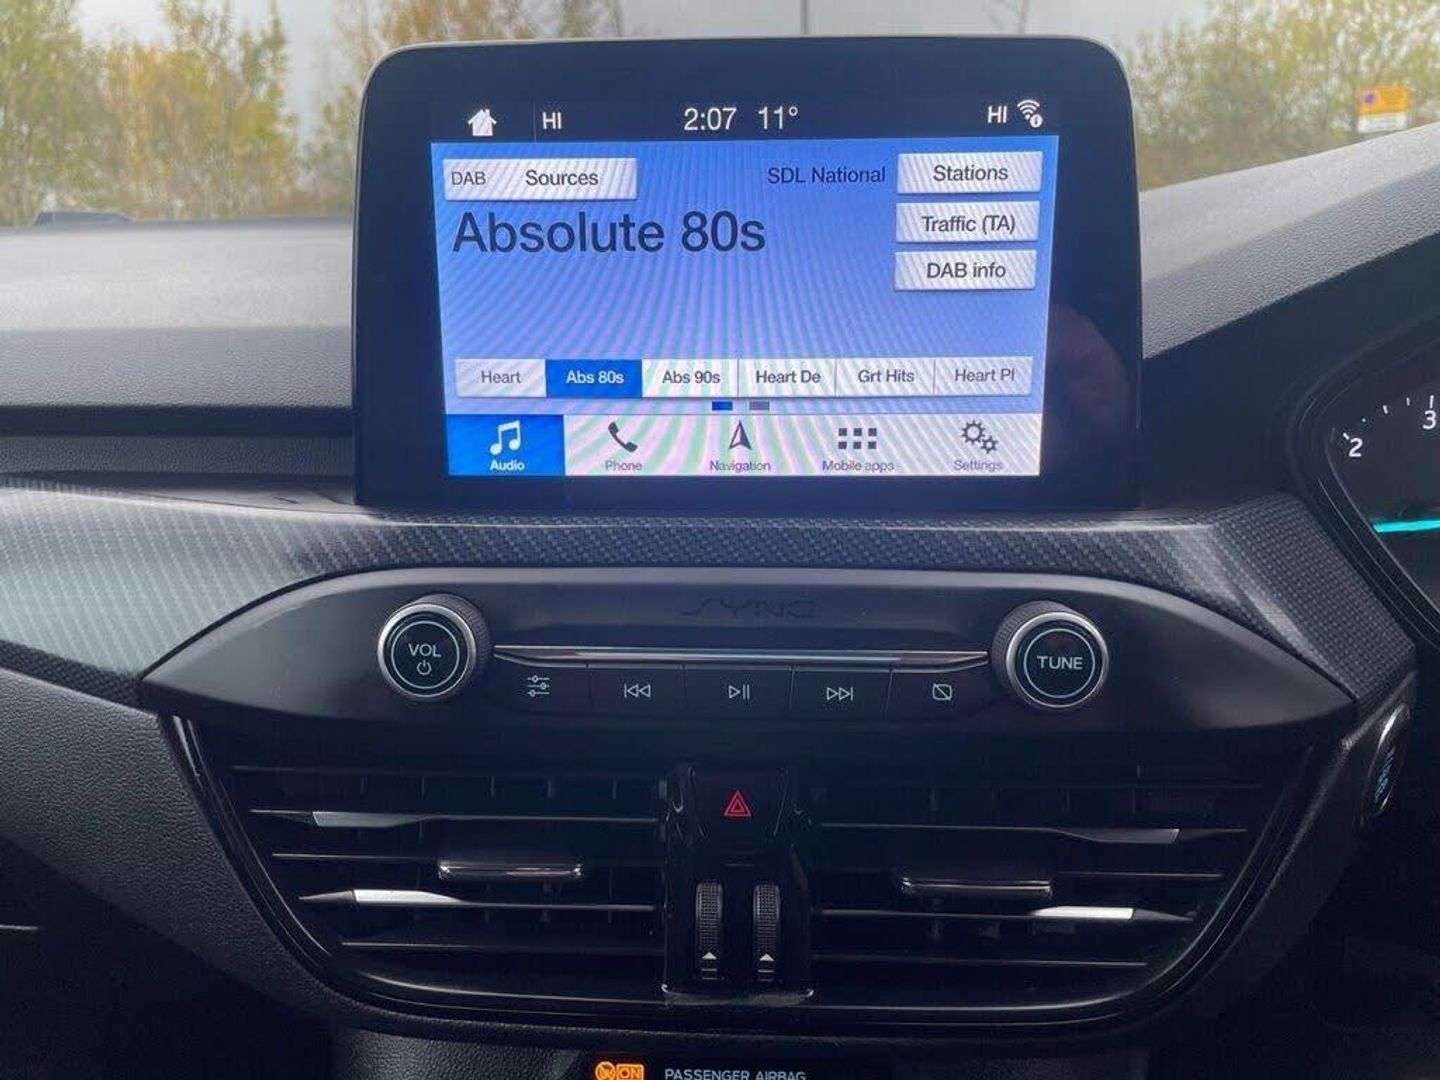 HI 2:07 11° HI
DAB Sources SDL National Stations
Absolute 80s
Traffic (TA)
DAB info
Heart Abs 80s Abs 90s Heart De Grt Hits Heart Pl
Audio Phone Navigation Mobile apps Settings
2
3
SYNC
VOL
TUNE
ON PASSENGER AIRBAG